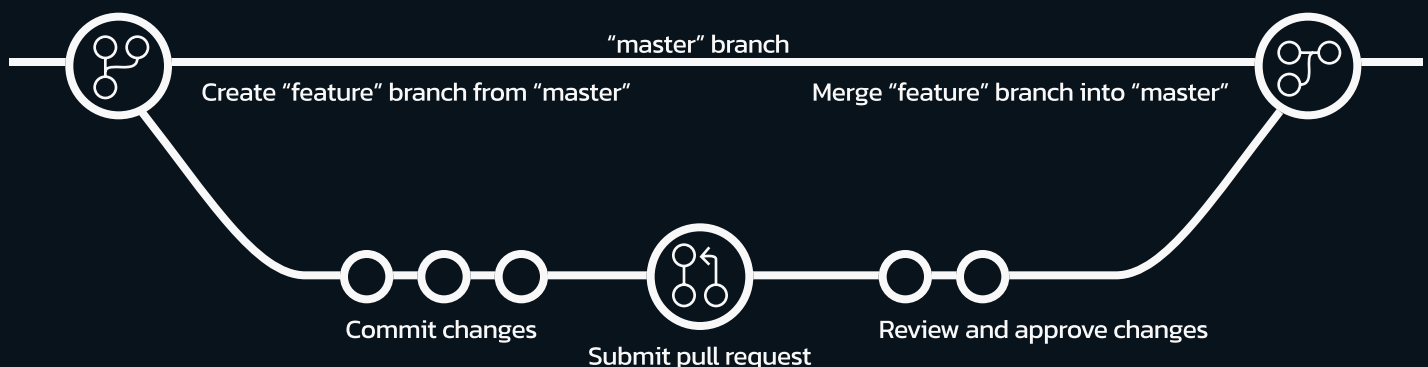 “master” branch
Create “feature” branch from “master”
Merge “feature” branch into “master”
Commit changes
Submit pull request
Review and approve changes